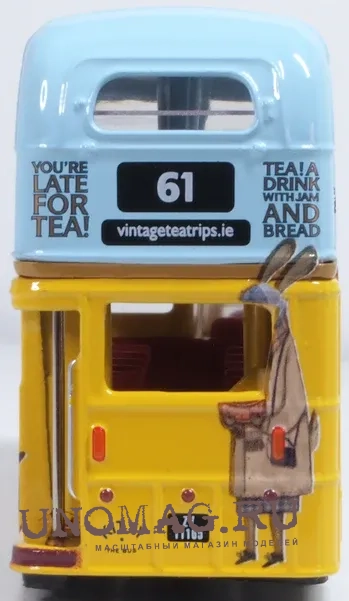 YOU'RE
LATE
FOR
TEA!
61
vintageteatrips.ie
TEA! A
DRINK
WITH JAM
AND
BREAD
UNOMAG.RU
МАСШТАБНЫЙ МАГАЗИН МОДЕЛЕЙ